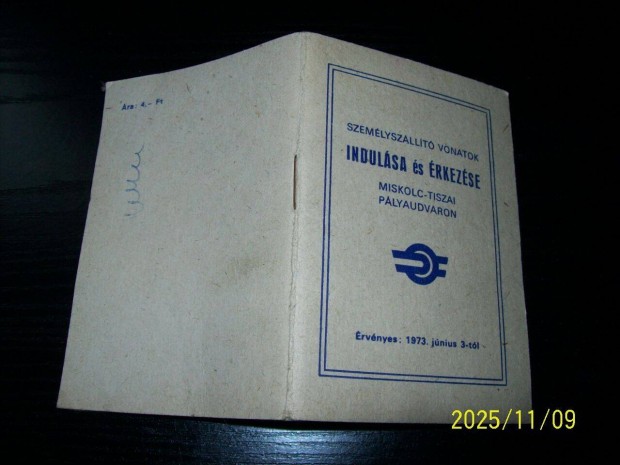 Ára: 4,- Ft
SZEMÉLYSZÁLLÍTÓ VONATOK
INDULÁSA és ÉRKEZÉSE
MISKOLC-TISZAI
PÁLYAUDVARON
Érvényes: 1973. június 3-tól
2025/11/09